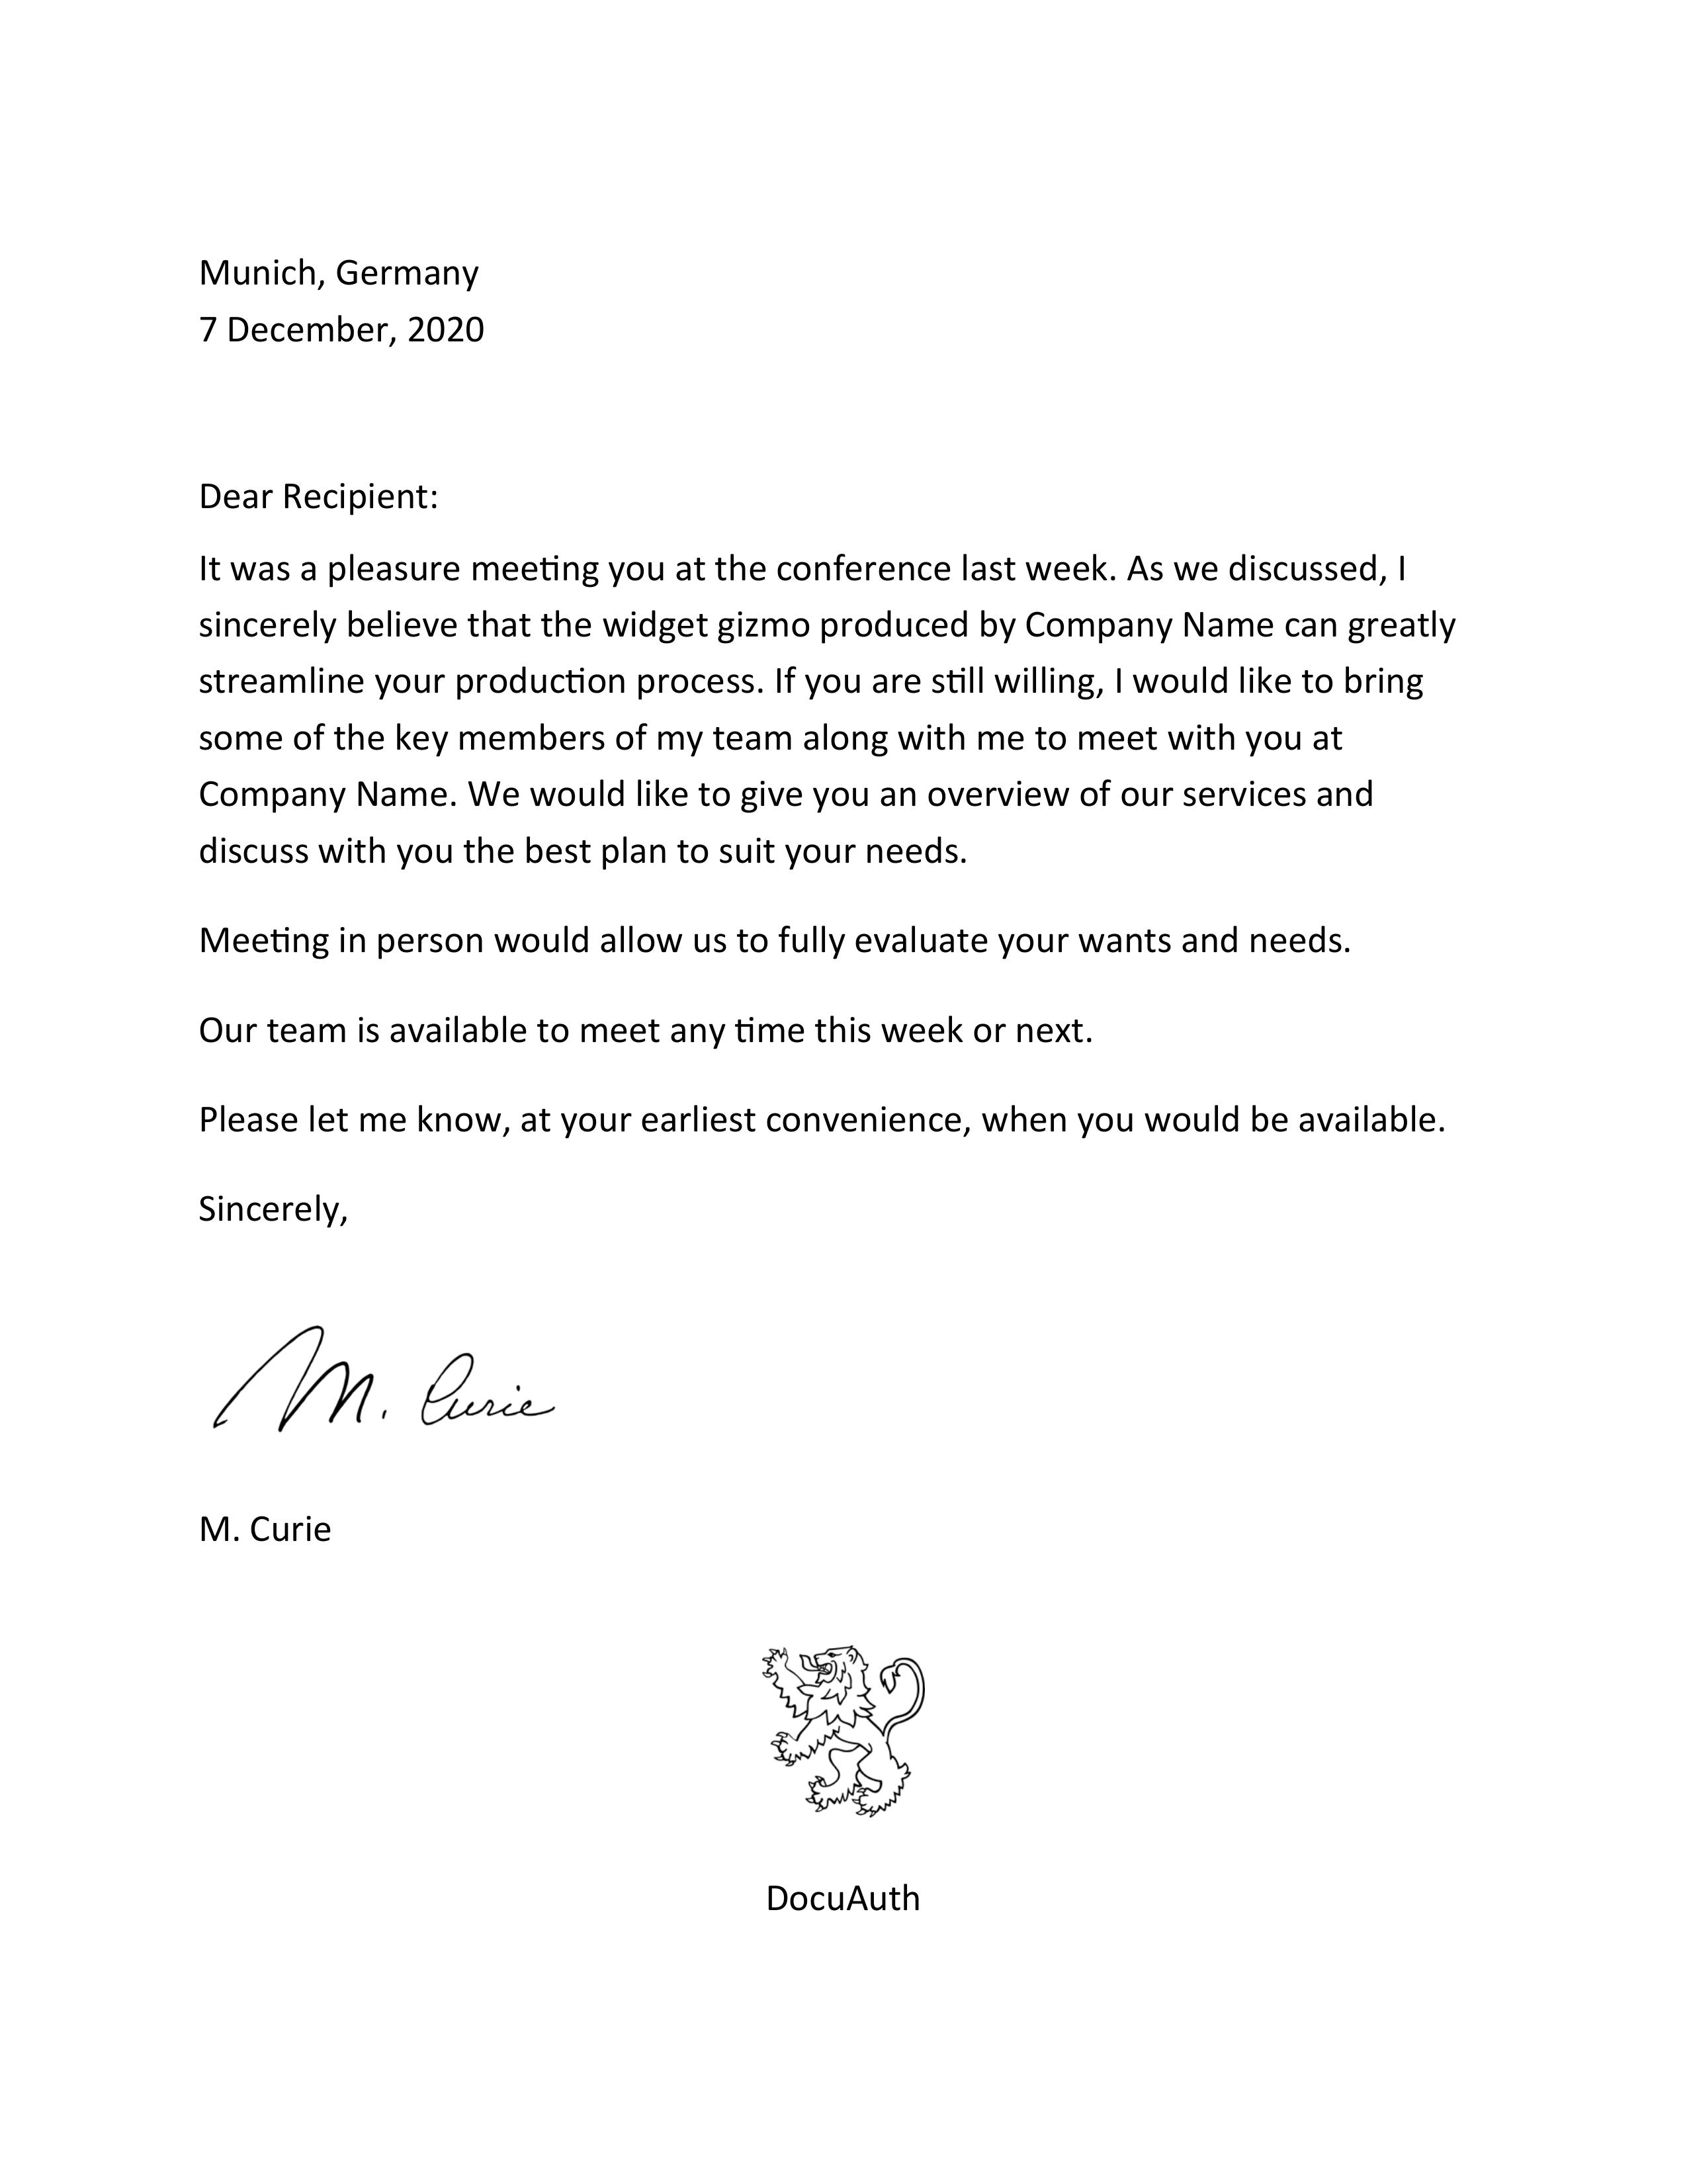 Munich, Germany
7 December, 2020
Dear Recipient:
It was a pleasure meeting you at the conference last week. As we discussed, I
sincerely believe that the widget gizmo produced by Company Name can greatly
streamline your production process. If you are still willing, I would like to bring
some of the key members of my team along with me to meet with you at
Company Name. We would like to give you an overview of our services and
discuss with you the best plan to suit your needs.
Meeting in person would allow us to fully evaluate your wants and needs.
Our team is available to meet any time this week or next.
Please let me know, at your earliest convenience, when you would be available.
Sincerely,
M. Curie
M. Curie
DocuAuth